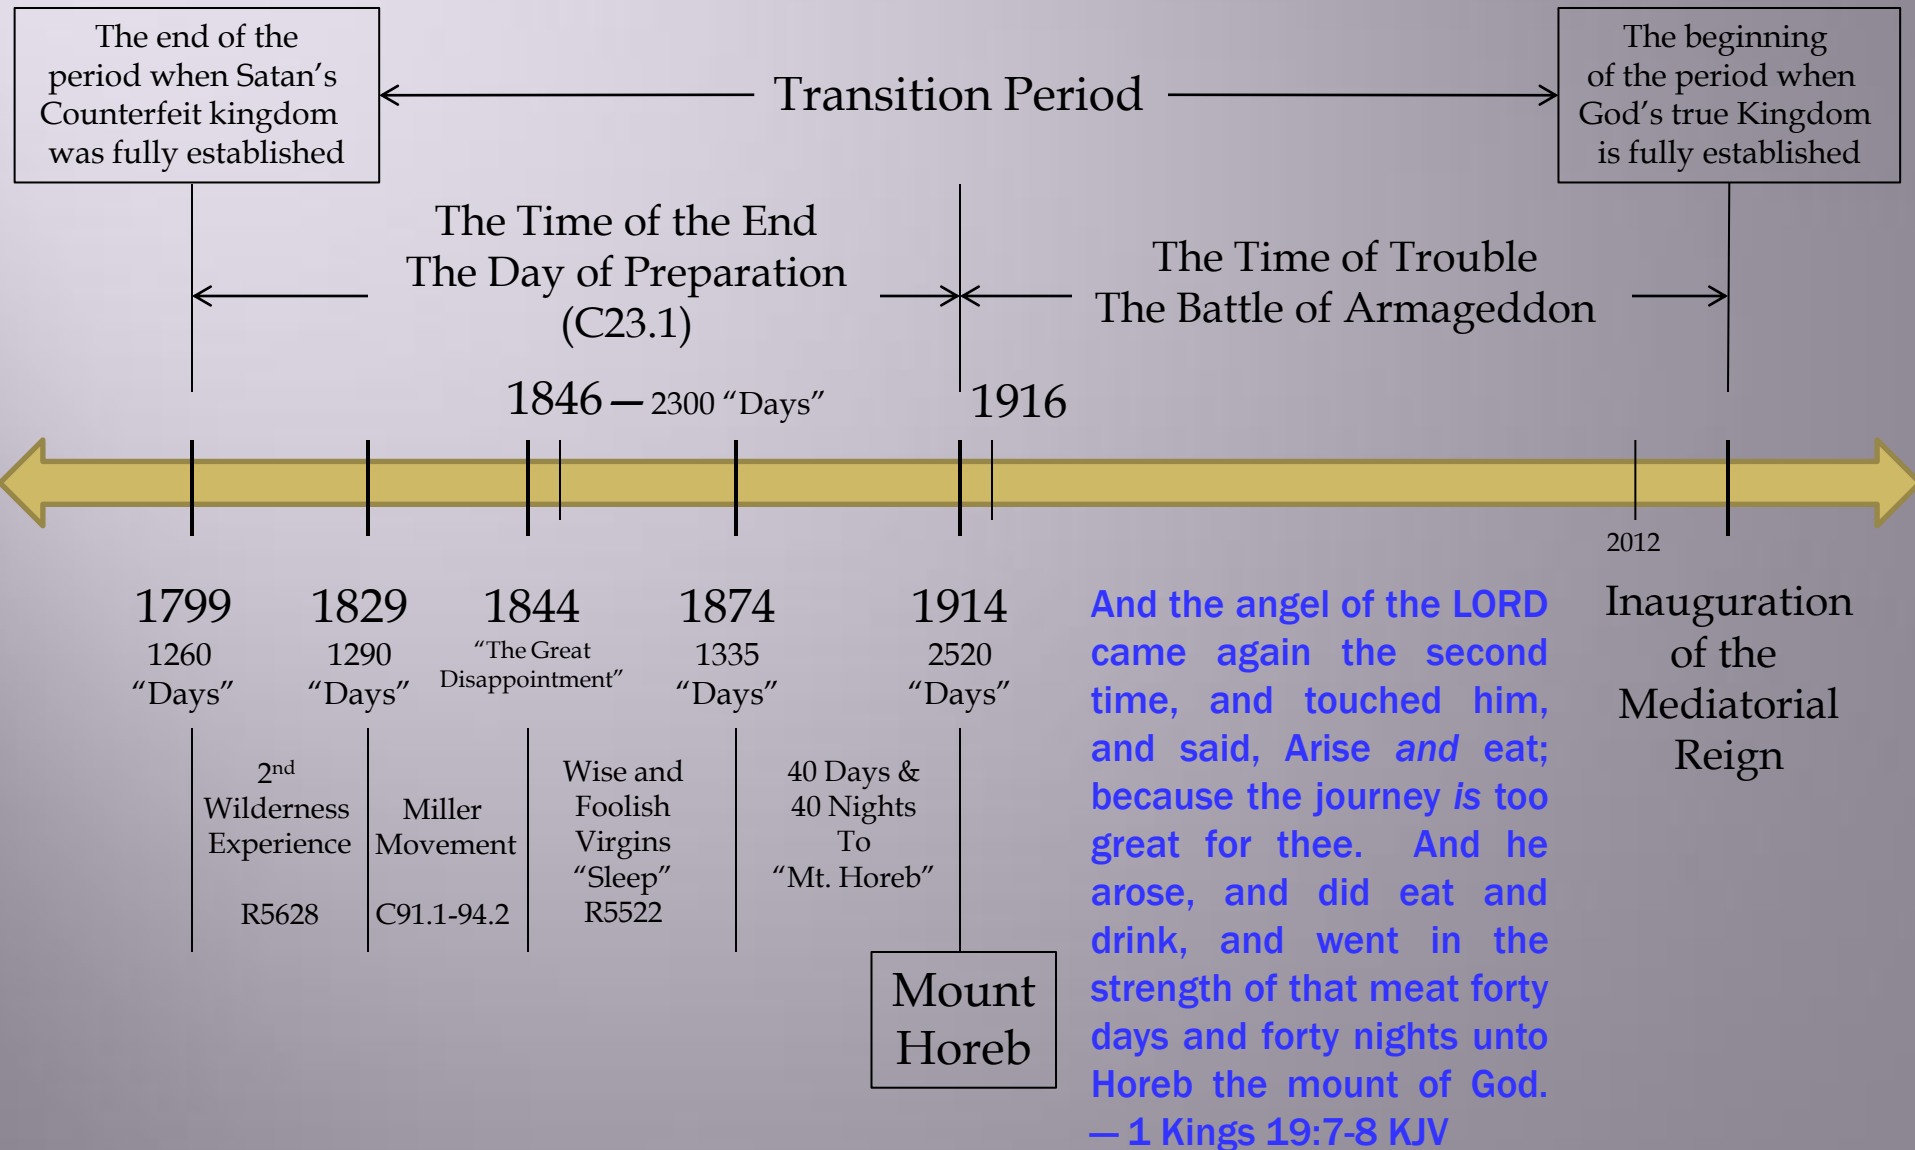 The end of the
period when Satan's
Counterfeit kingdom
was fully established
Transition Period
The beginning
of the period when
God's true Kingdom
is fully established
The Time of the End
The Day of Preparation
(C23.1)
The Time of Trouble
The Battle of Armageddon
1846 — 2300 “Days”
1916
2012
1799
1260
“Days”
1829
1290
“Days”
1844
“The Great
Disappointment”
1874
1335
“Days”
1914
2520
“Days”
2nd
Wilderness
Experience
R5628
Miller
Movement
C91.1-94.2
Wise and
Foolish
Virgins
“Sleep”
R5522
40 Days &
40 Nights
To
“Mt. Horeb”
Mount
Horeb
And the angel of the LORD
came again the second
time, and touched him,
and said, Arise and eat;
because the journey is too
great for thee. And he
arose, and did eat and
drink, and went in the
strength of that meat forty
days and forty nights unto
Horeb the mount of God.
— 1 Kings 19:7-8 KJV
Inauguration
of the
Mediatorial
Reign